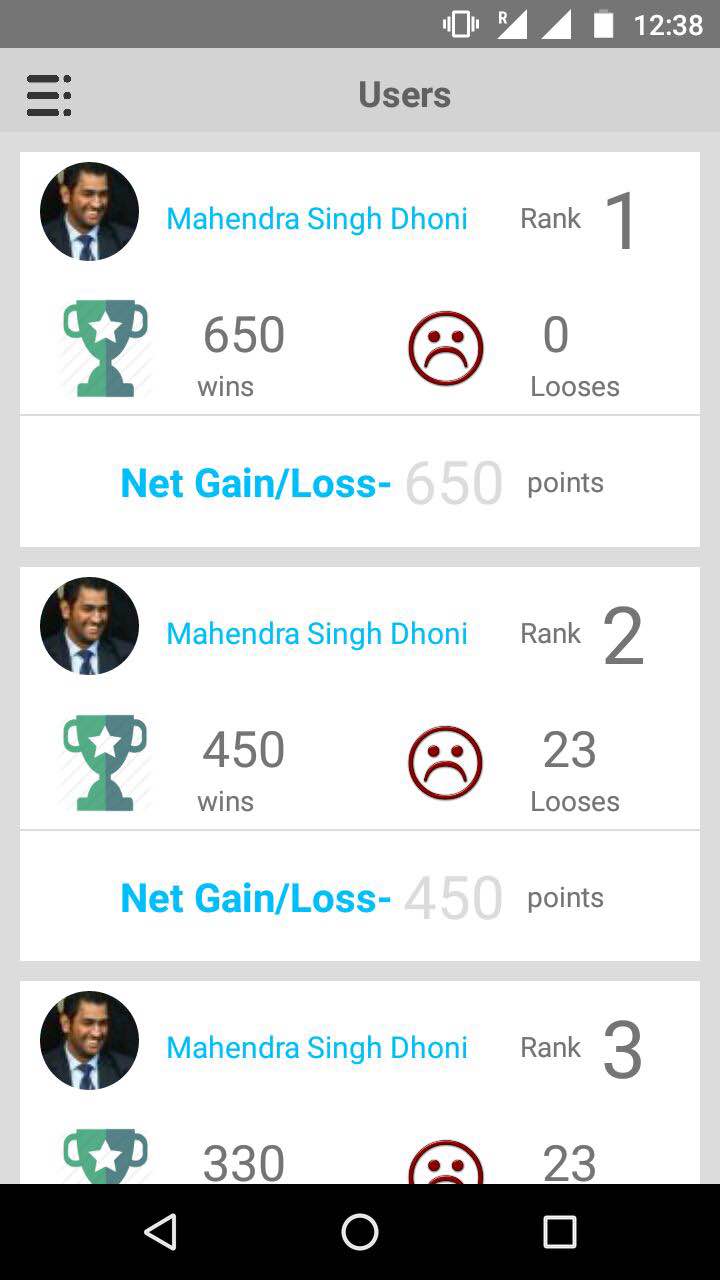 R 12:38
Users
Mahendra Singh Dhoni Rank 1
650 0
wins Looses
Net Gain/Loss- 650 points
Mahendra Singh Dhoni Rank 2
450 23
wins Looses
Net Gain/Loss- 450 points
Mahendra Singh Dhoni Rank 3
330 23